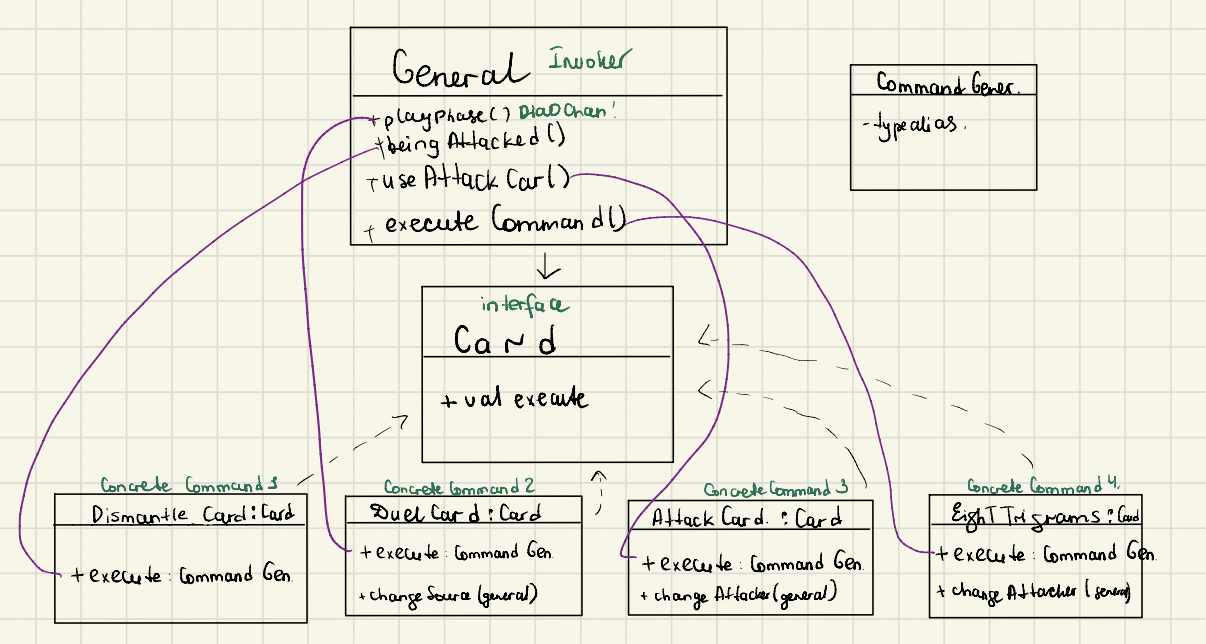 General Invoker
+ playPhase() DiaoChan!
+ being Attacked()
+ use Attack Car()
+ execute Command()
Command Gener.
- typealias.
interface
Card
+ val execute
Concrete Command 1
Dismantle Card : Card
+ execute : Command Gen.
Concrete Command 2
Duel Card : Card
+ execute : Command Gen.
+ change Source (general)
Concrete Command 3
Attack Card. : Card
+ execute : Command Gen.
+ change Attacker (general)
Concrete Command 4.
EighT Trigrams : Card
+ execute : Command Gen.
+ change Attacker (general)